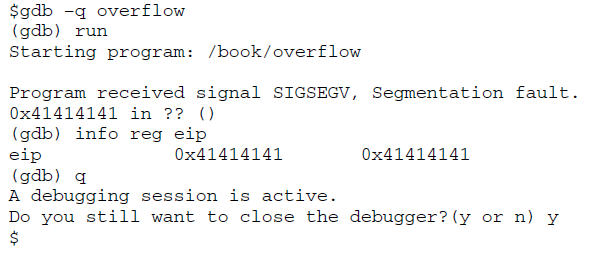 $gdb -q overflow
(gdb) run
Starting program: /book/overflow
Program received signal SIGSEGV, Segmentation fault.
0x41414141 in ?? ()
(gdb) info reg eip
eip 0x41414141 0x41414141
(gdb) q
A debugging session is active.
Do you still want to close the debugger?(y or n) y
$